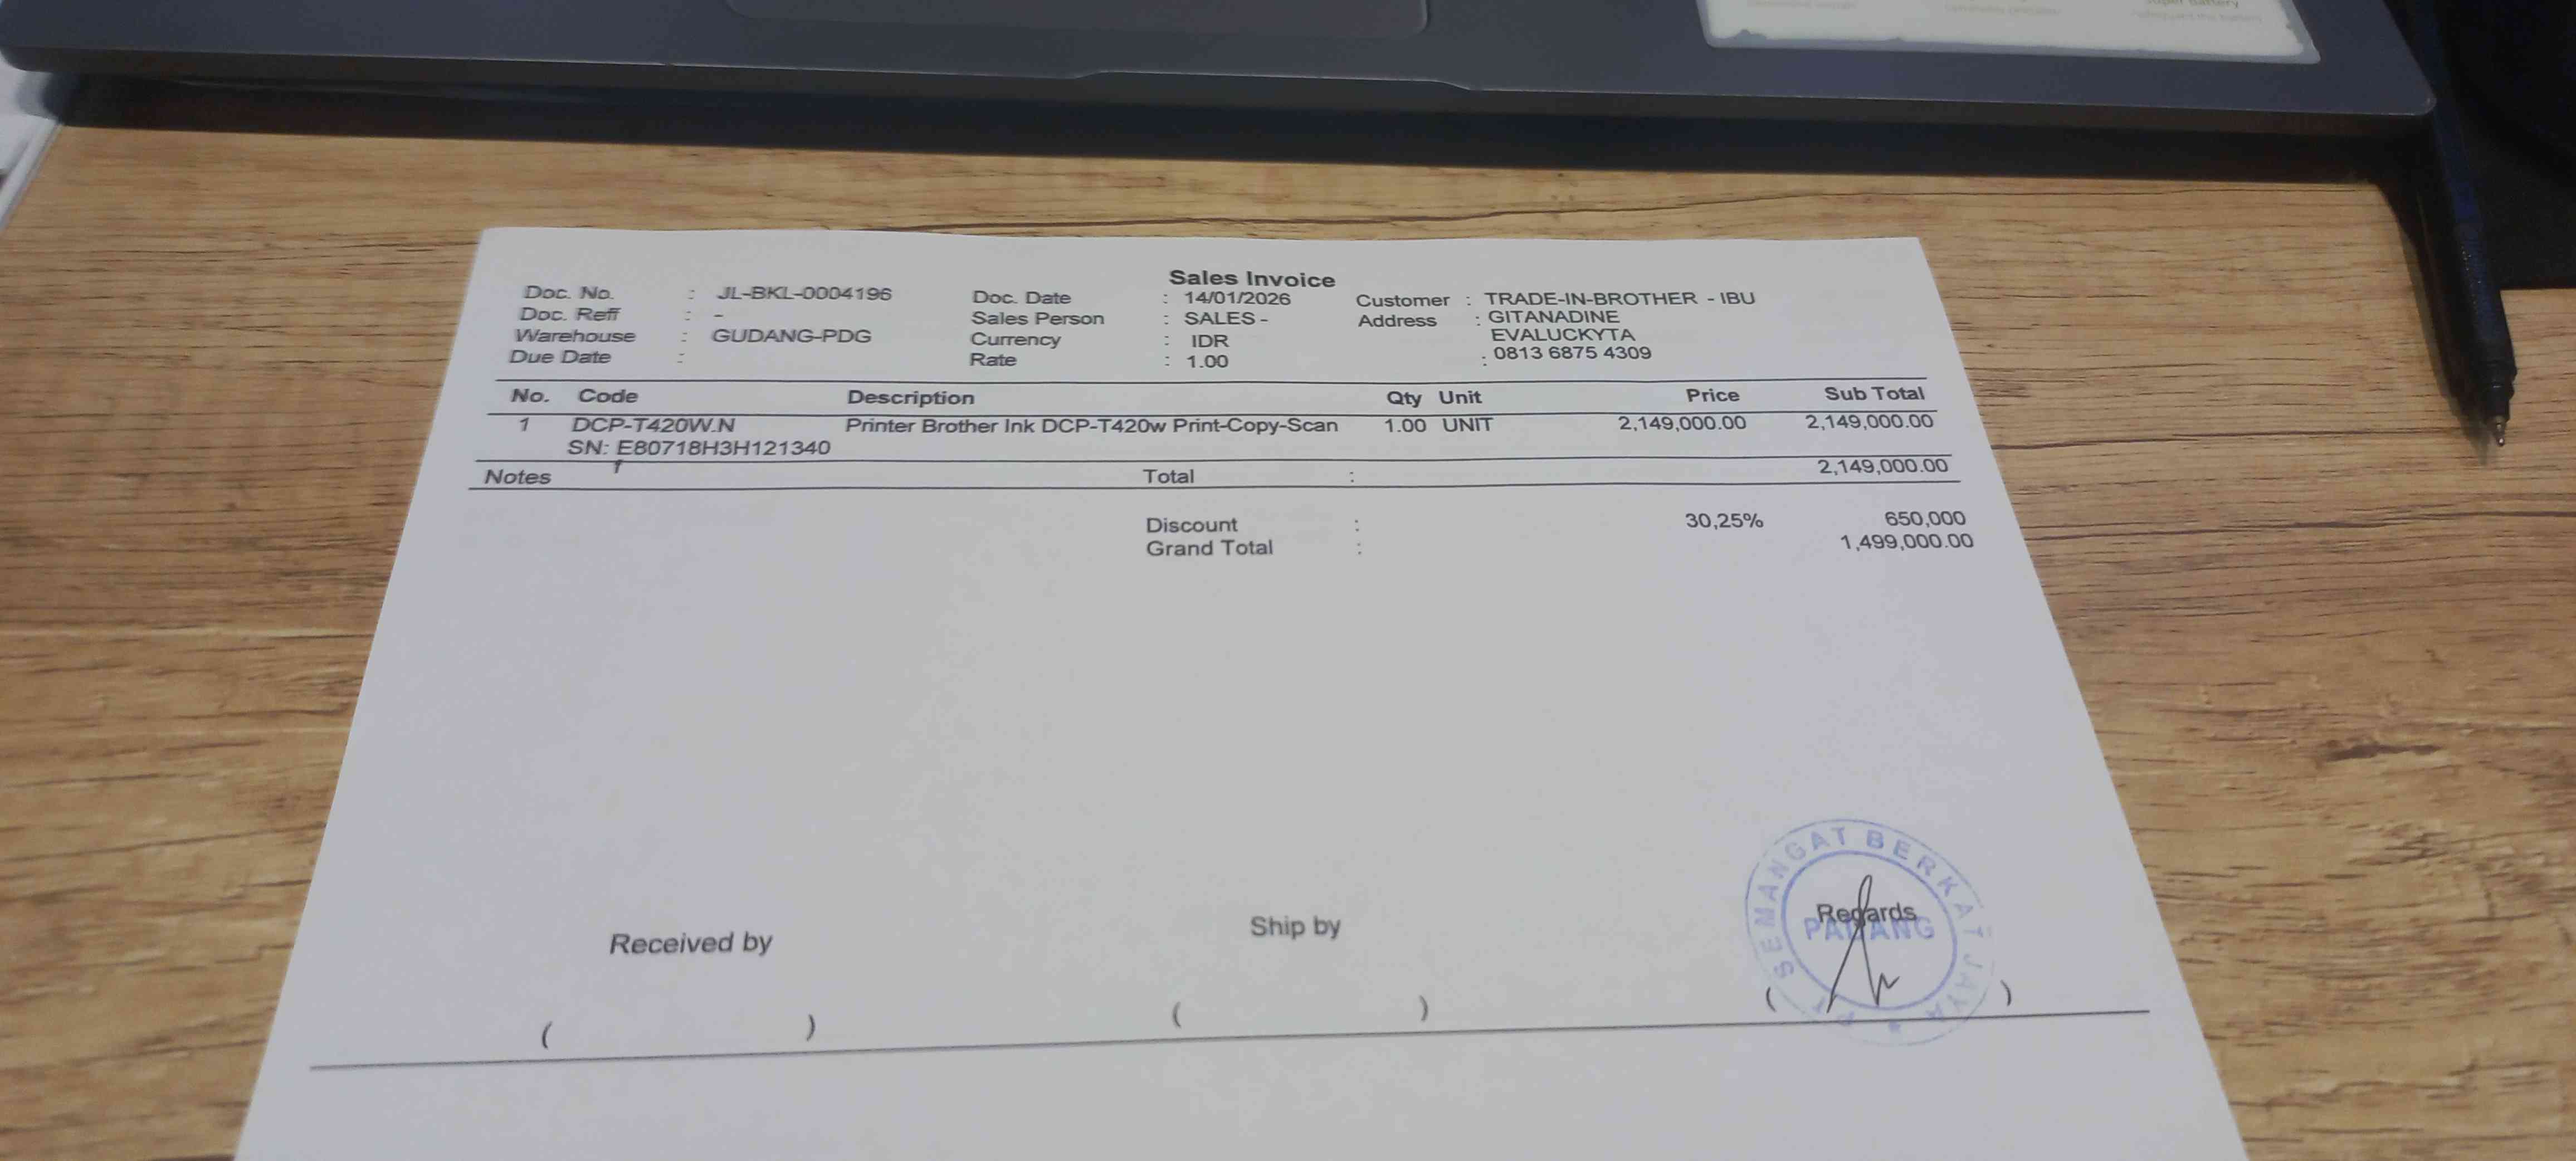 super battery
Sales Invoice
Doc. No. : JL-BKL-0004196
Doc. Reff : -
Warehouse : GUDANG-PDG
Due Date :
Doc. Date : 14/01/2026
Sales Person : SALES -
Currency : IDR
Rate : 1.00
Customer : TRADE-IN-BROTHER - IBU
Address : GITANADINE
EVALUCKYTA
: 0813 6875 4309
No. Code Description Qty Unit Price Sub Total
1 DCP-T420W.N Printer Brother Ink DCP-T420w Print-Copy-Scan 1.00 UNIT 2,149,000.00 2,149,000.00
SN: E80718H3H121340
Notes Total : 2,149,000.00
Discount : 30,25% 650,000
Grand Total : 1,499,000.00
Received by
Ship by
Regards
PT SEMANGAT BERKAT JAYA
PADANG
( ) ( ) ( )